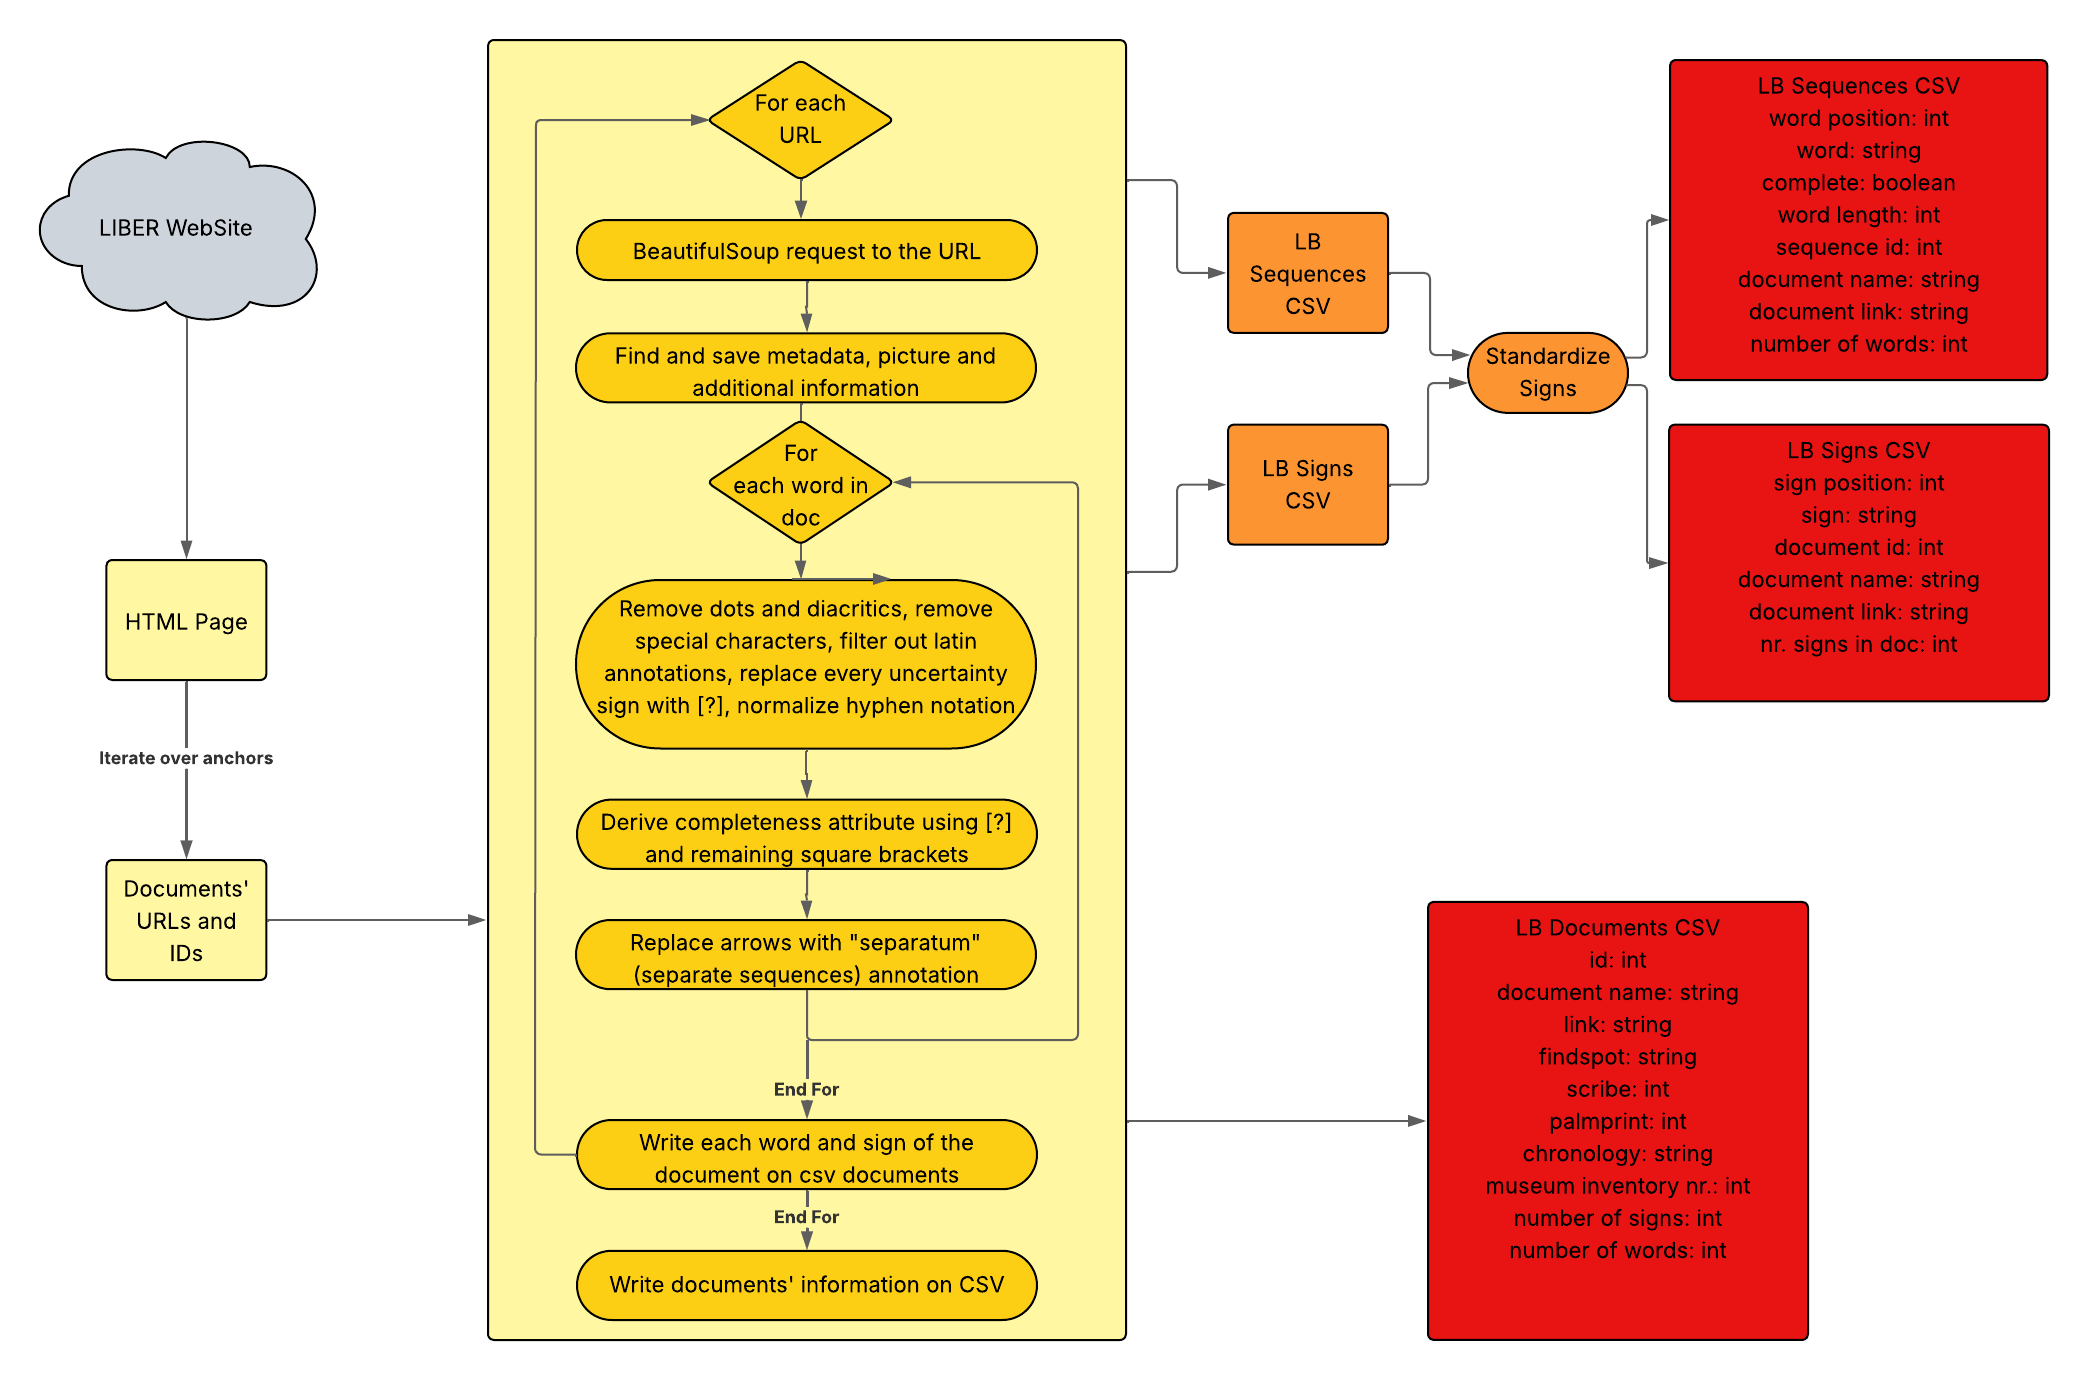 LIBER WebSite
HTML Page
Iterate over anchors
Documents'
URLs and
IDs
For each
URL
BeautifulSoup request to the URL
Find and save metadata, picture and
additional information
For
each word in
doc
Remove dots and diacritics, remove
special characters, filter out latin
annotations, replace every uncertainty
sign with [?], normalize hyphen notation
Derive completeness attribute using [?]
and remaining square brackets
Replace arrows with "separatum"
(separate sequences) annotation
End For
Write each word and sign of the
document on csv documents
End For
Write documents' information on CSV
LB
Sequences
CSV
LB Signs
CSV
Standardize
Signs
LB Sequences CSV
word position: int
word: string
complete: boolean
word length: int
sequence id: int
document name: string
document link: string
number of words: int
LB Signs CSV
sign position: int
sign: string
document id: int
document name: string
document link: string
nr. signs in doc: int
LB Documents CSV
id: int
document name: string
link: string
findspot: string
scribe: int
palmprint: int
chronology: string
museum inventory nr.: int
number of signs: int
number of words: int